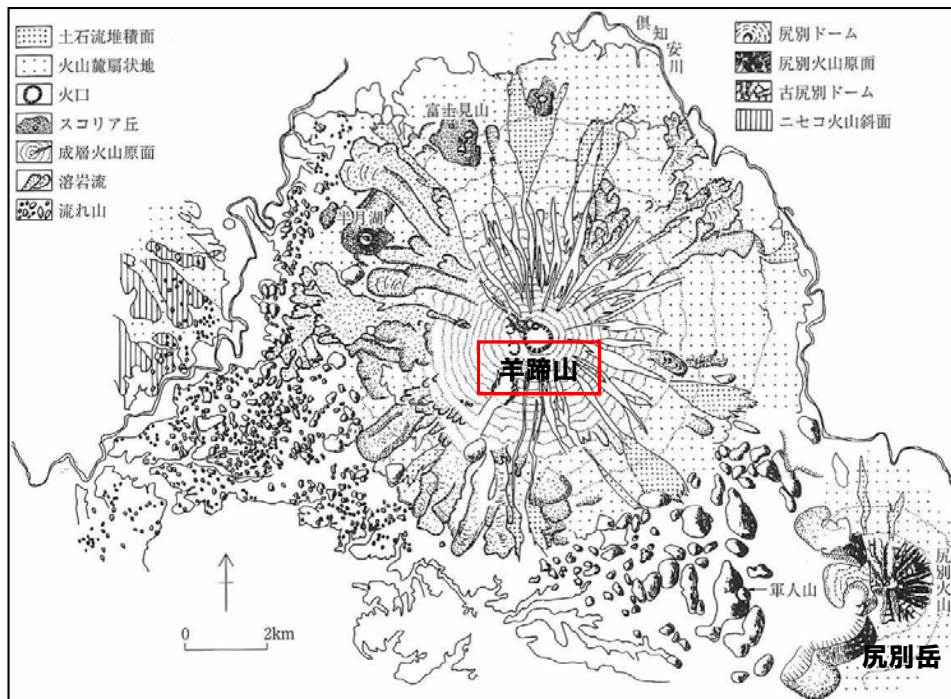 土石流堆積面
火山麓扇状地
火口
スコリア丘
成層火山原面
溶岩流
流れ山
尻別ドーム
尻別火山原面
古尻別ドーム
ニセコ火山斜面
倶知安川
富士見山
半月湖
羊蹄山
軍人山
尻別火山
尻別岳
0 2km